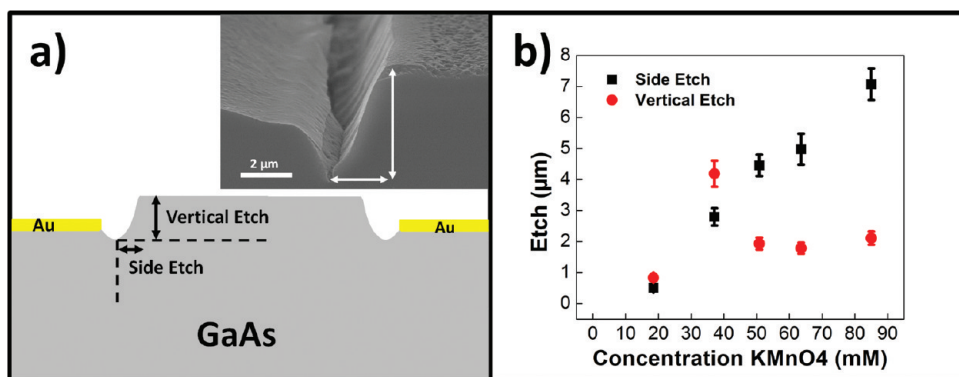 a)
2 μm
Vertical Etch
Au
Au
Side Etch
GaAs
b)
Side Etch
Vertical Etch
8
7
6
5
4
3
2
1
0
Etch (μm)
0 10 20 30 40 50 60 70 80 90
Concentration KMnO4 (mM)